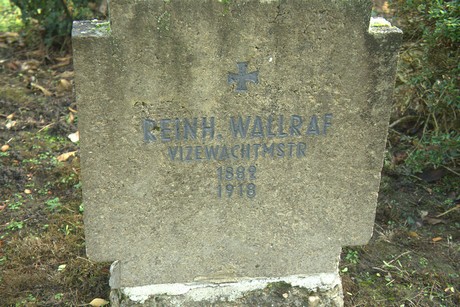 REINH. WALLRAF
VIZEWACHTMSTR
1882
1918